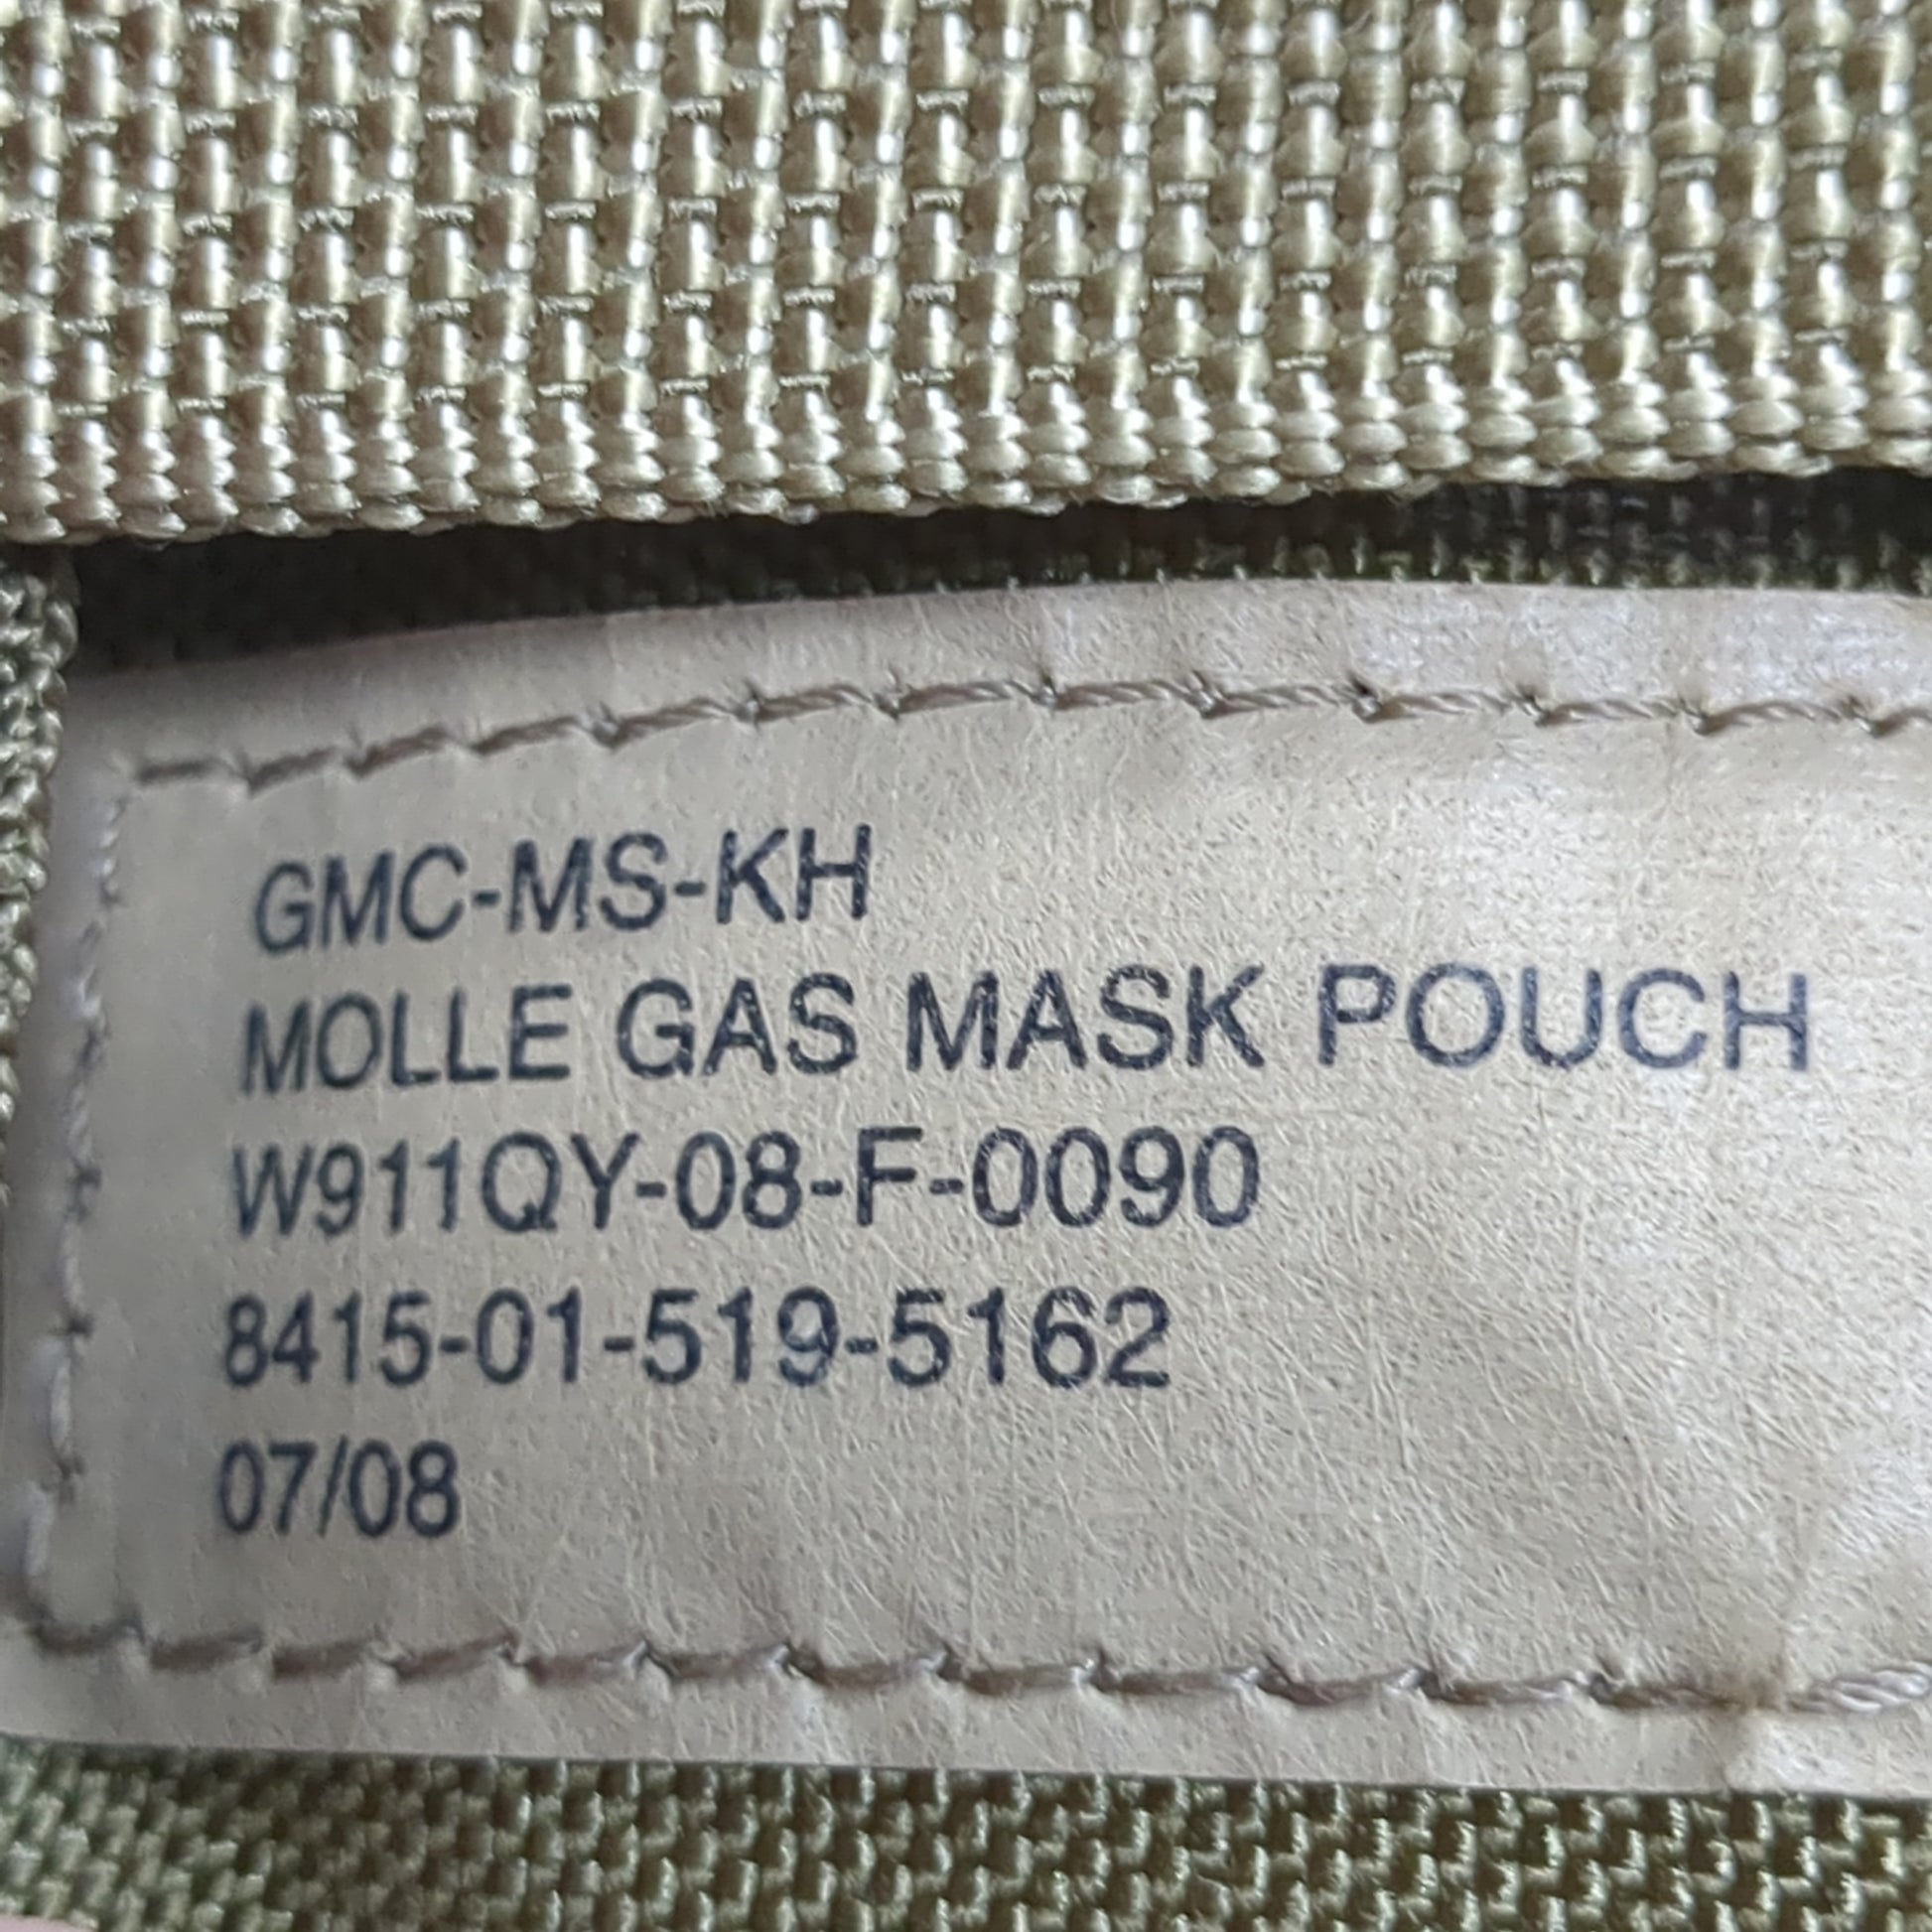 GMC-MS-KH
MOLLE GAS MASK POUCH
W911QY-08-F-0090
8415-01-519-5162
07/08